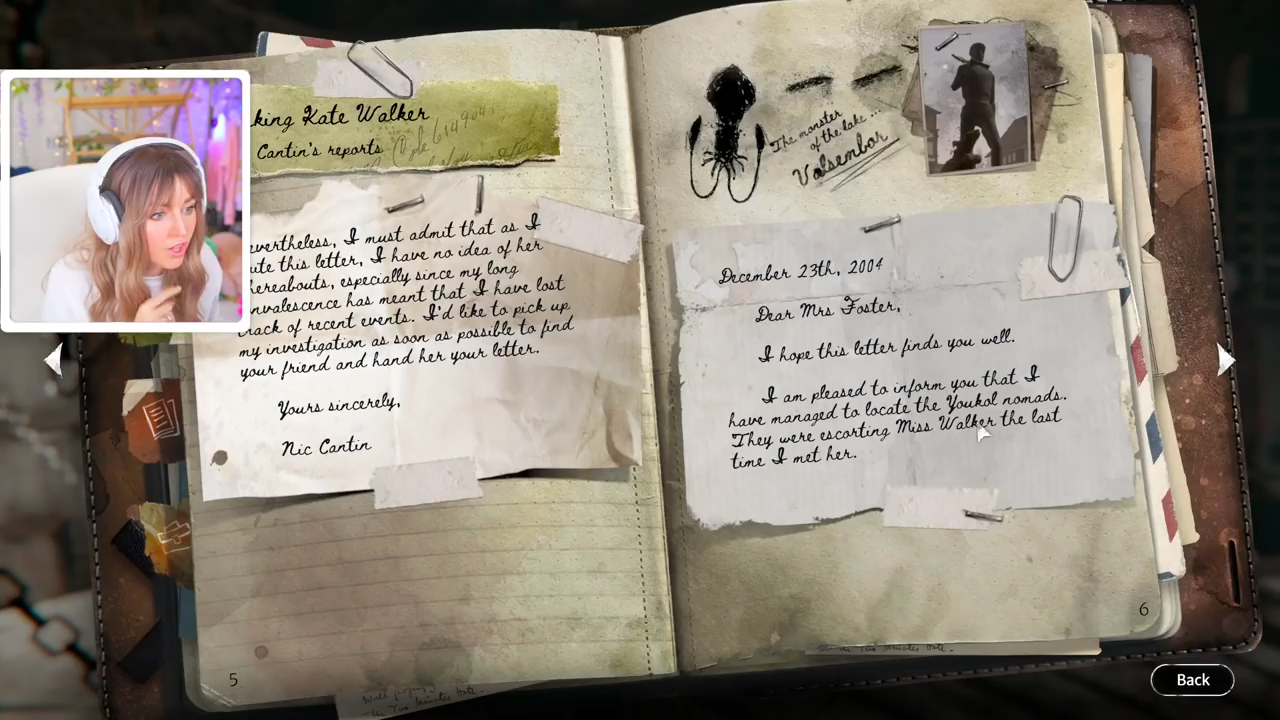 king Kate Walker
Cantin's reports
evertheless, I must admit that as I
ite this letter, I have no idea of her
hereabouts, especially since my long
nvalescence has meant that I have lost
rack of recent events. I'd like to pick up
my investigation as soon as possible to find
your friend and hand her your letter.
Yours sincerely,
Nic Cantin
5
The monster
of the lake ...
Valsembor
December 23th, 2004
Dear Mrs Foster,
I hope this letter finds you well.
I am pleased to inform you that I
have managed to locate the Youkol nomads.
They were escorting Miss Walker the last
time I met her.
6
Two Minutes Hate.
Back